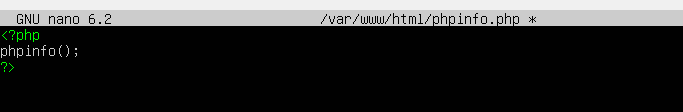 GNU nano 6.2 /var/www/html/phpinfo.php *
<?php
phpinfo();
?>